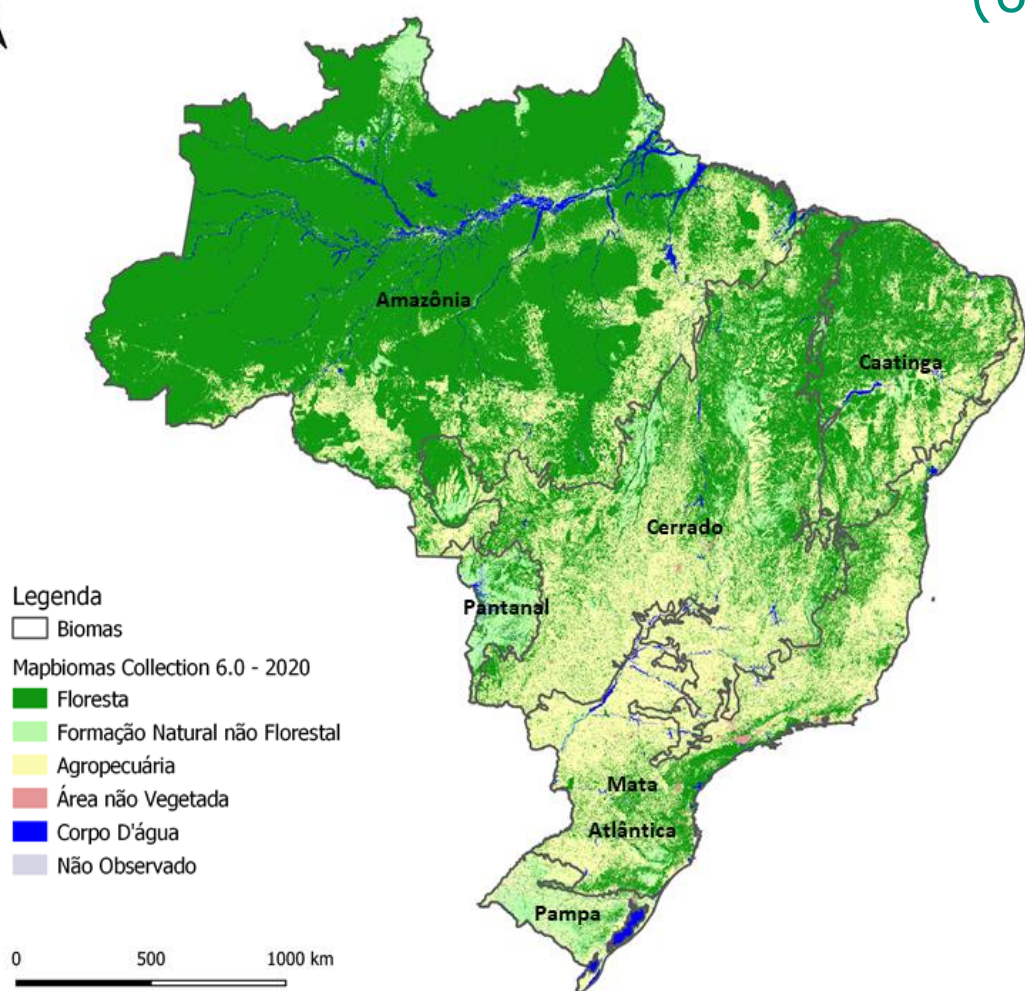 Amazônia
Caatinga
Cerrado
Pantanal
Mata
Atlântica
Pampa
Legenda
Biomas
Mapbiomas Collection 6.0 - 2020
Floresta
Formação Natural não Florestal
Agropecuária
Área não Vegetada
Corpo D'água
Não Observado
0 500 1000 km